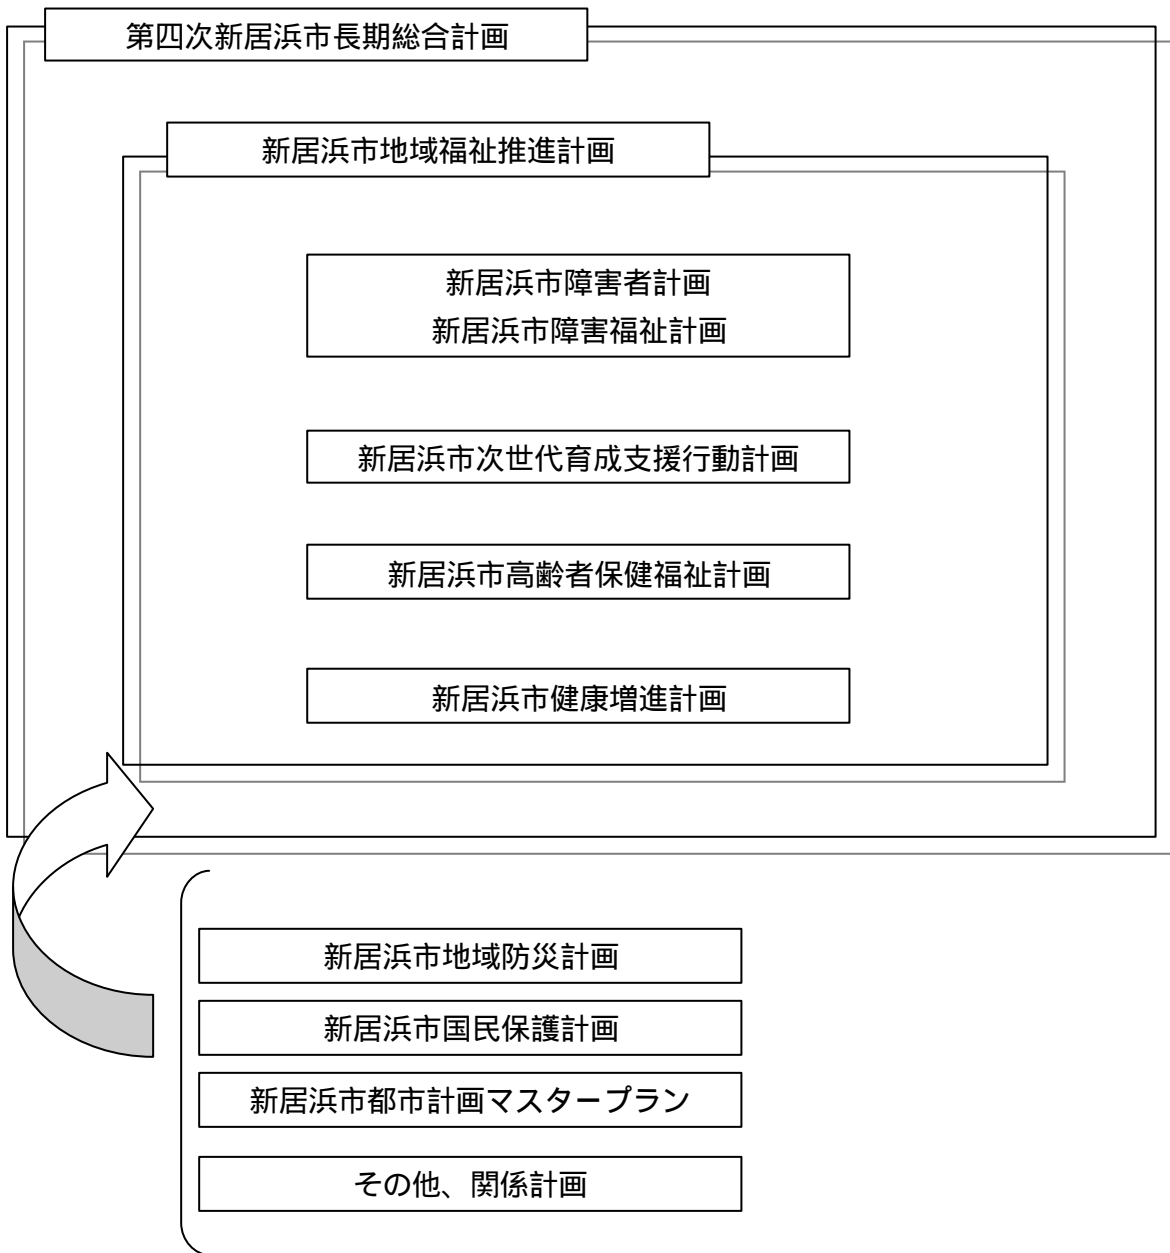 第四次新居浜市長期総合計画
新居浜市地域福祉推進計画
新居浜市障害者計画
新居浜市障害福祉計画
新居浜市次世代育成支援行動計画
新居浜市高齢者保健福祉計画
新居浜市健康増進計画
新居浜市地域防災計画
新居浜市国民保護計画
新居浜市都市計画マスタープラン
その他、関係計画